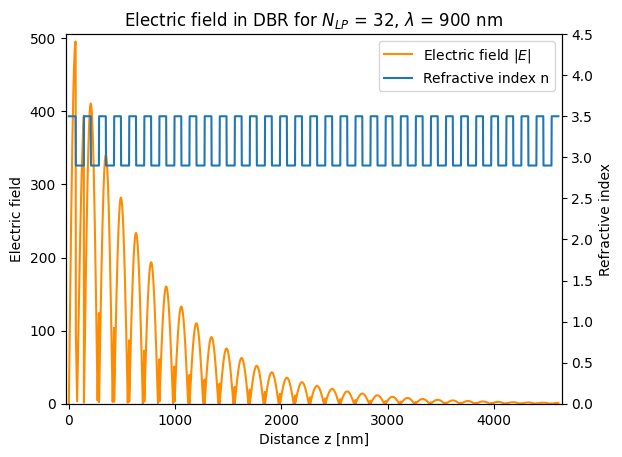 Electric field in DBR for N_LP = 32, λ = 900 nm
Electric field |E|
Refractive index n
500
400
300
200
100
0
Electric field
4.5
4.0
3.5
3.0
2.5
2.0
1.5
1.0
0.5
0.0
Refractive index
0 1000 2000 3000 4000
Distance z [nm]